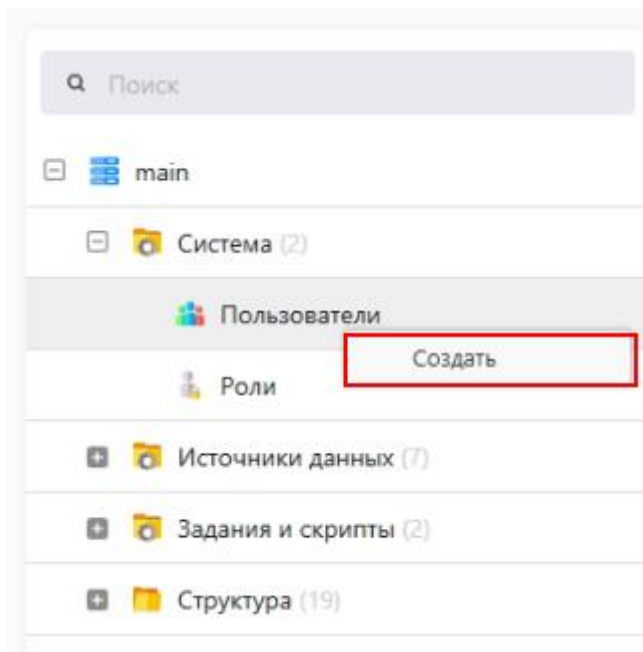 Поиск
main
Система (2)
Пользователи
Создать
Роли
Источники данных (7)
Задания и скрипты (2)
Структура (19)